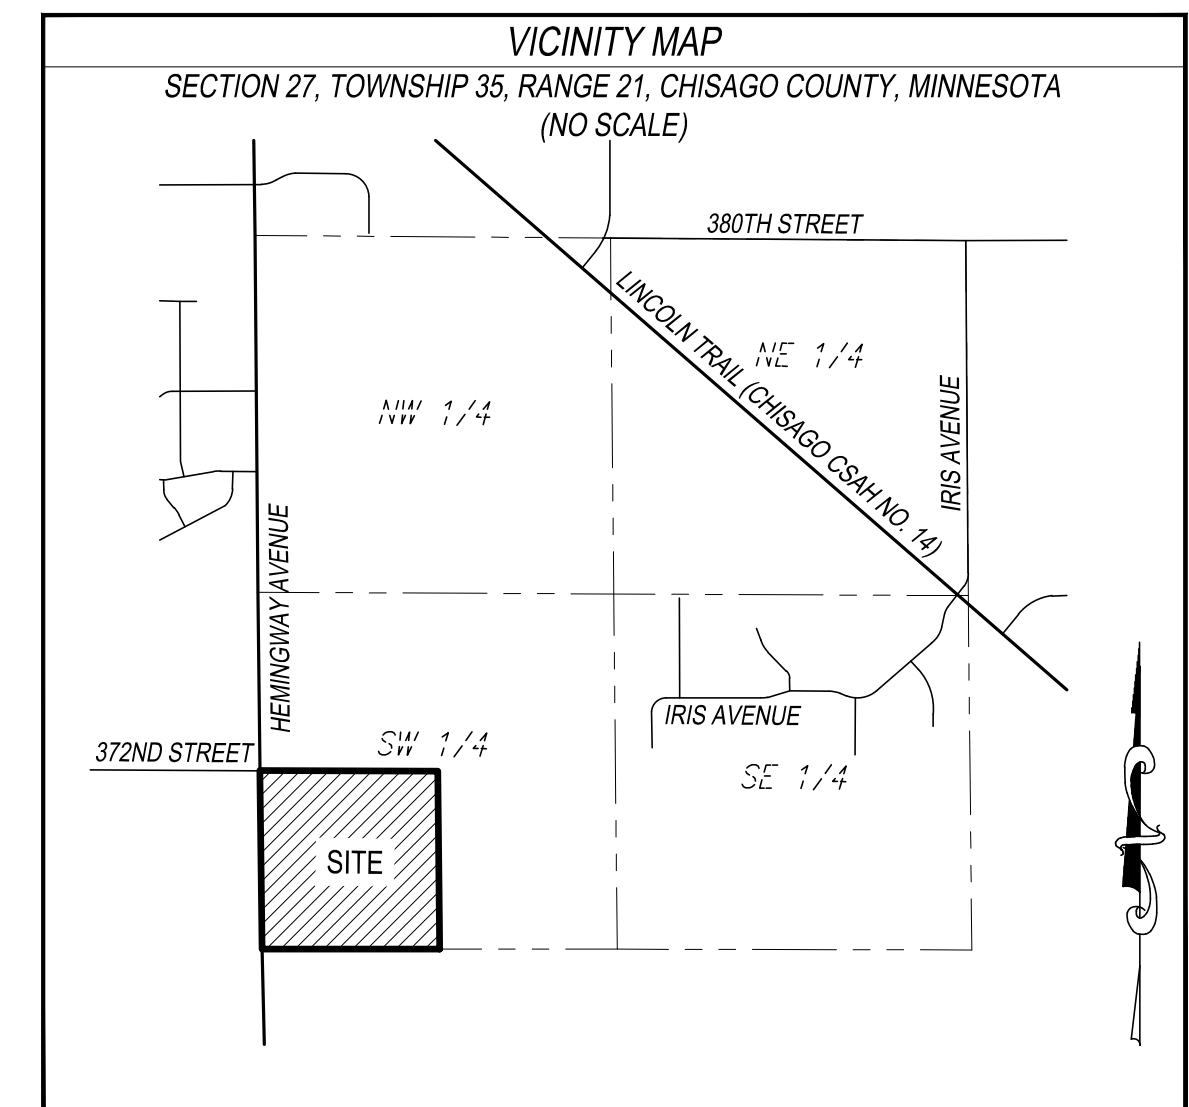 VICINITY MAP
SECTION 27, TOWNSHIP 35, RANGE 21, CHISAGO COUNTY, MINNESOTA
(NO SCALE)
380TH STREET
LINCOLN TRAIL (CHISAGO CSAH NO. 14)
NE 1/4
NW 1/4
IRIS AVENUE
HEMINGWAY AVENUE
IRIS AVENUE
372ND STREET
SW 1/4
SE 1/4
SITE